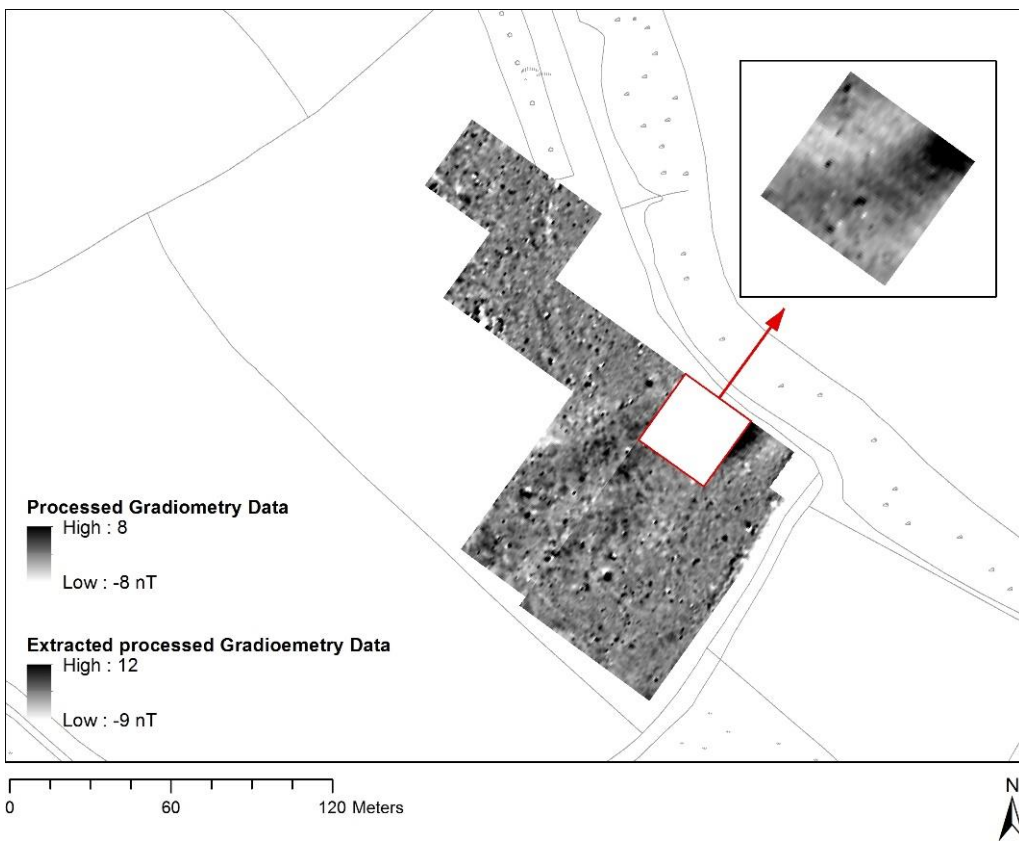 Processed Gradiometry Data
High : 8
Low : -8 nT
Extracted processed Gradioemetry Data
High : 12
Low : -9 nT
0 60 120 Meters
N